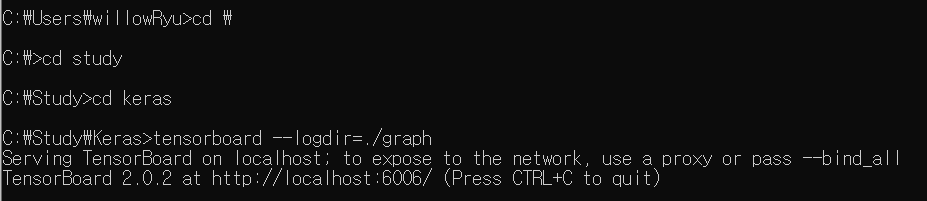 C:₩Users₩willowRyu>cd ₩
C:₩>cd study
C:₩Study>cd keras
C:₩Study₩Keras>tensorboard --logdir=./graph
Serving TensorBoard on localhost; to expose to the network, use a proxy or pass --bind_all
TensorBoard 2.0.2 at http://localhost:6006/ (Press CTRL+C to quit)